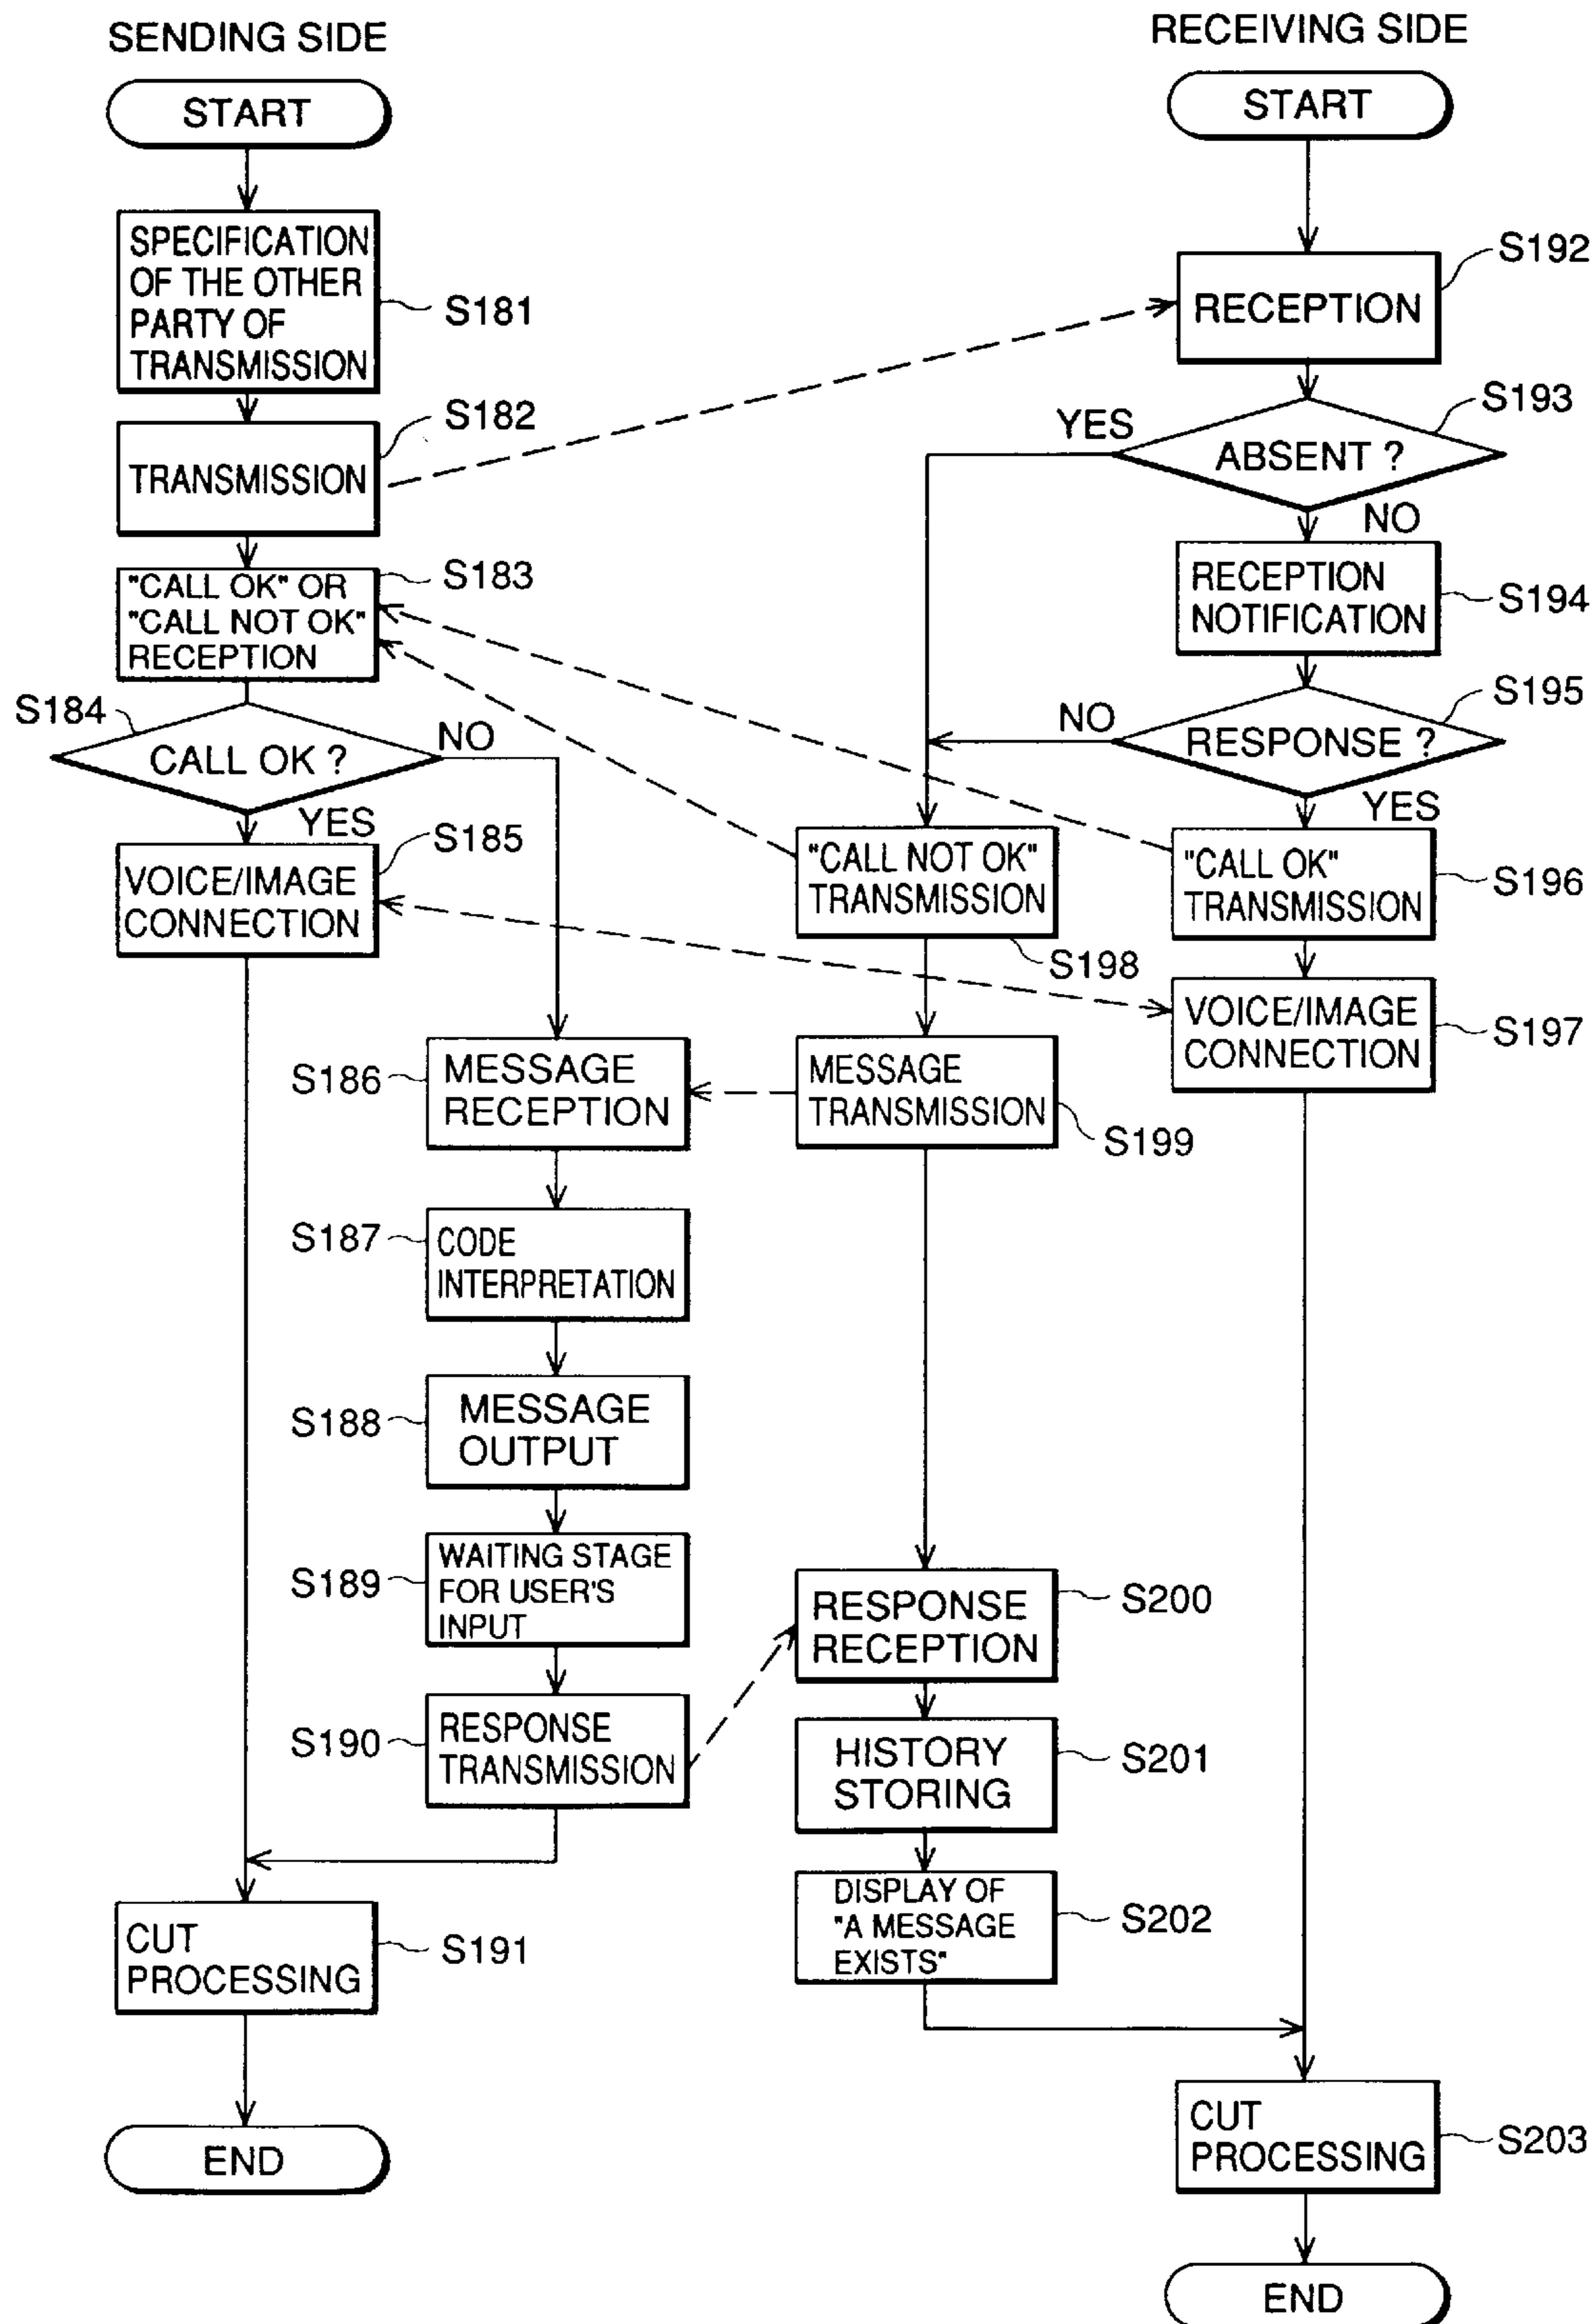 SENDING SIDE
START
SPECIFICATION
OF THE OTHER
PARTY OF
TRANSMISSION
S181
TRANSMISSION
S182
"CALL OK" OR
"CALL NOT OK"
RECEPTION
S183
S184
CALL OK ?
NO
YES
VOICE/IMAGE
CONNECTION
S185
S186
MESSAGE
RECEPTION
S187
CODE
INTERPRETATION
S188
MESSAGE
OUTPUT
S189
WAITING STAGE
FOR USER'S
INPUT
S190
RESPONSE
TRANSMISSION
CUT
PROCESSING
S191
END
RECEIVING SIDE
START
RECEPTION
S192
ABSENT ?
S193
YES
NO
RECEPTION
NOTIFICATION
S194
RESPONSE ?
S195
NO
YES
"CALL OK"
TRANSMISSION
S196
VOICE/IMAGE
CONNECTION
S197
"CALL NOT OK"
TRANSMISSION
S198
MESSAGE
TRANSMISSION
S199
RESPONSE
RECEPTION
S200
HISTORY
STORING
S201
DISPLAY OF
"A MESSAGE
EXISTS"
S202
CUT
PROCESSING
S203
END